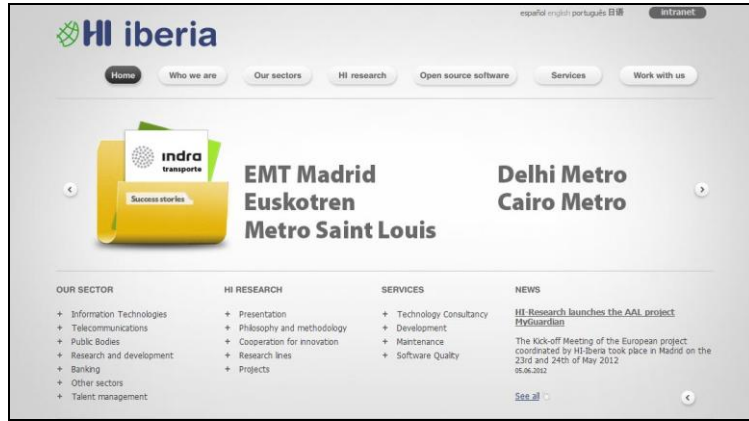 español english português 日语 intranet
HI iberia
Home Who we are Our sectors HI research Open source software Services Work with us
indra
transporte
Success stories
EMT Madrid
Euskotren
Metro Saint Louis
Delhi Metro
Cairo Metro
OUR SECTOR
+ Information Technologies
+ Telecommunications
+ Public Bodies
+ Research and development
+ Banking
+ Other sectors
+ Talent management
HI RESEARCH
+ Presentation
+ Philosophy and methodology
+ Cooperation for innovation
+ Research lines
+ Projects
SERVICES
+ Technology Consultancy
+ Development
+ Maintenance
+ Software Quality
NEWS
HI-Research launches the AAL project
MyGuardian
The Kick-off Meeting of the European project
coordinated by HI-Iberia took place in Madrid on the
23rd and 24th of May 2012
05.06.2012
See all